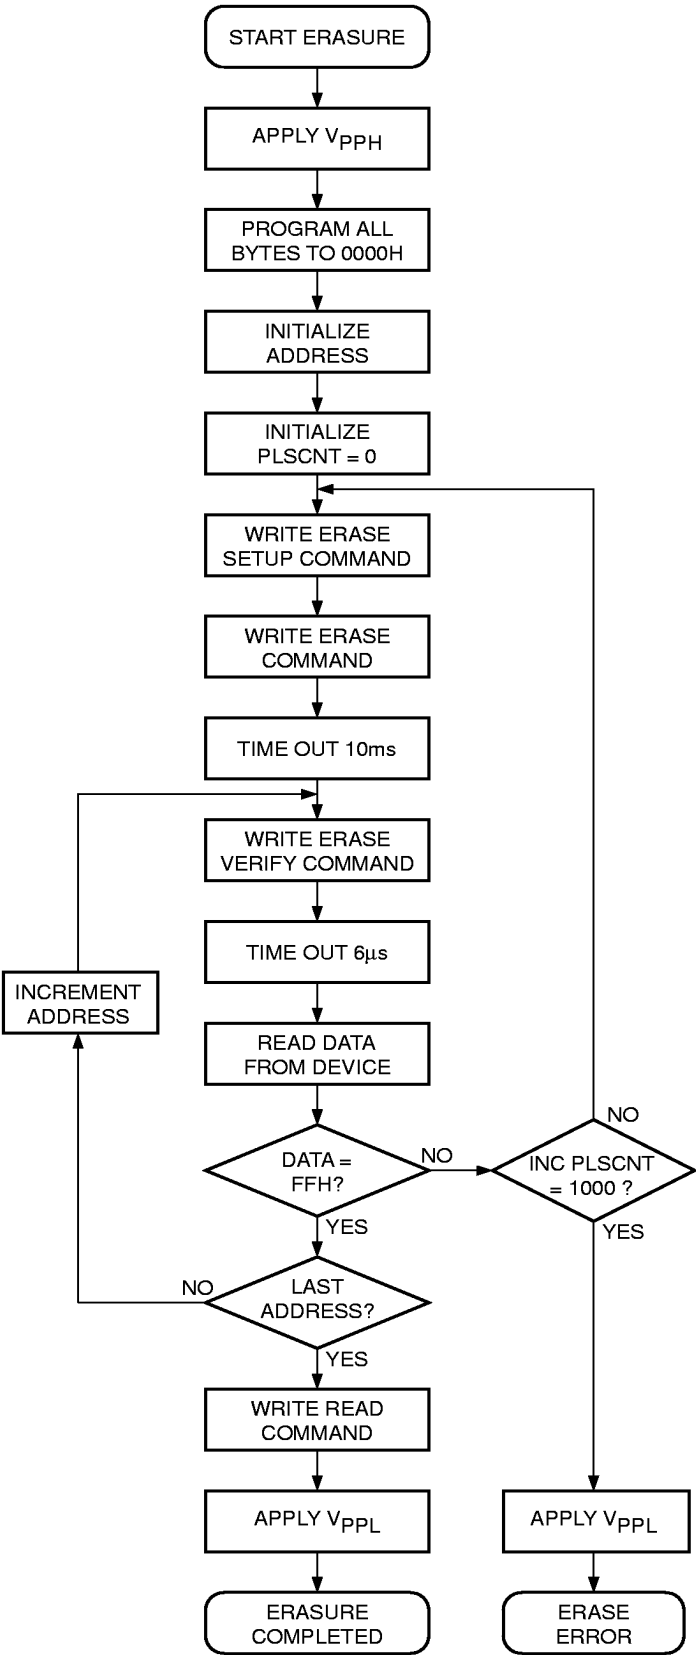 START ERASURE
APPLY VPPH
PROGRAM ALL
BYTES TO 0000H
INITIALIZE
ADDRESS
INITIALIZE
PLSCNT = 0
WRITE ERASE
SETUP COMMAND
WRITE ERASE
COMMAND
TIME OUT 10ms
WRITE ERASE
VERIFY COMMAND
TIME OUT 6μs
INCREMENT
ADDRESS
READ DATA
FROM DEVICE
DATA =
FFH?
NO
INC PLSCNT
= 1000 ?
NO
YES
YES
LAST
ADDRESS?
NO
YES
WRITE READ
COMMAND
APPLY VPPL
APPLY VPPL
ERASURE
COMPLETED
ERASE
ERROR